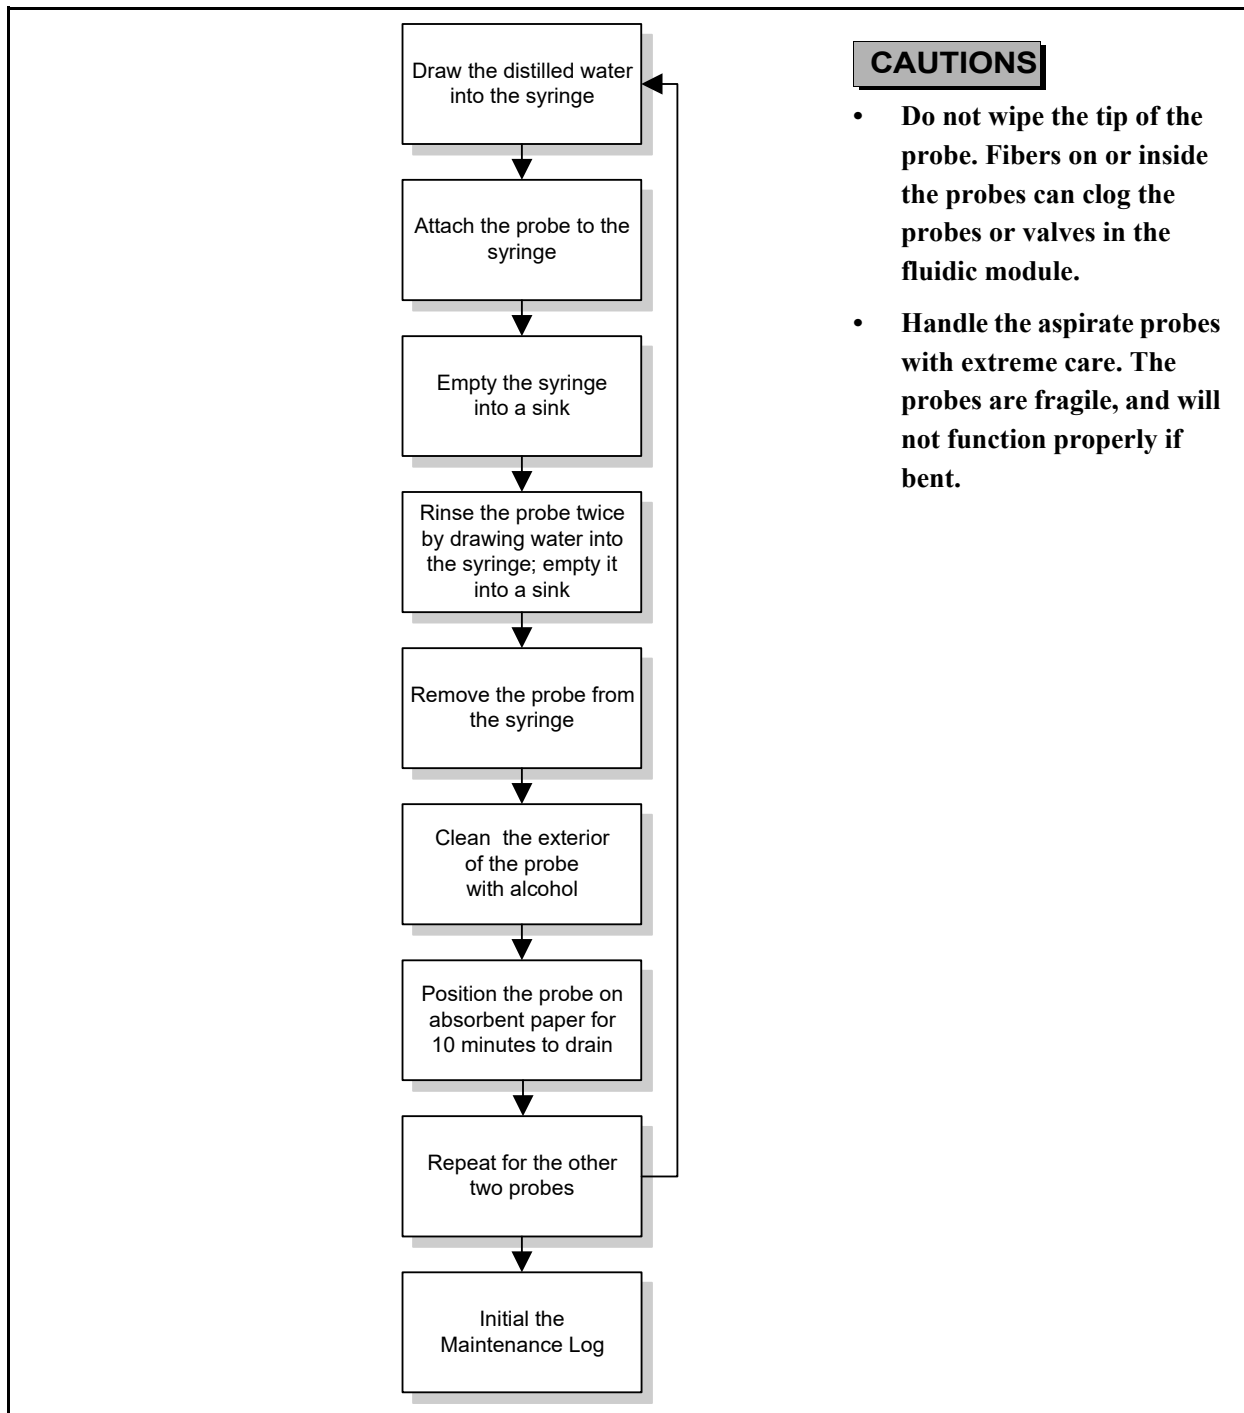 Draw the distilled water
into the syringe
Attach the probe to the
syringe
Empty the syringe
into a sink
Rinse the probe twice
by drawing water into
the syringe; empty it
into a sink
Remove the probe from
the syringe
Clean  the exterior
of the probe
with alcohol
Position the probe on
absorbent paper for
10 minutes to drain
Repeat for the other
two probes
Initial the
Maintenance Log
CAUTIONS
• Do not wipe the tip of the
probe. Fibers on or inside
the probes can clog the
probes or valves in the
fluidic module.
• Handle the aspirate probes
with extreme care. The
probes are fragile, and will
not function properly if
bent.